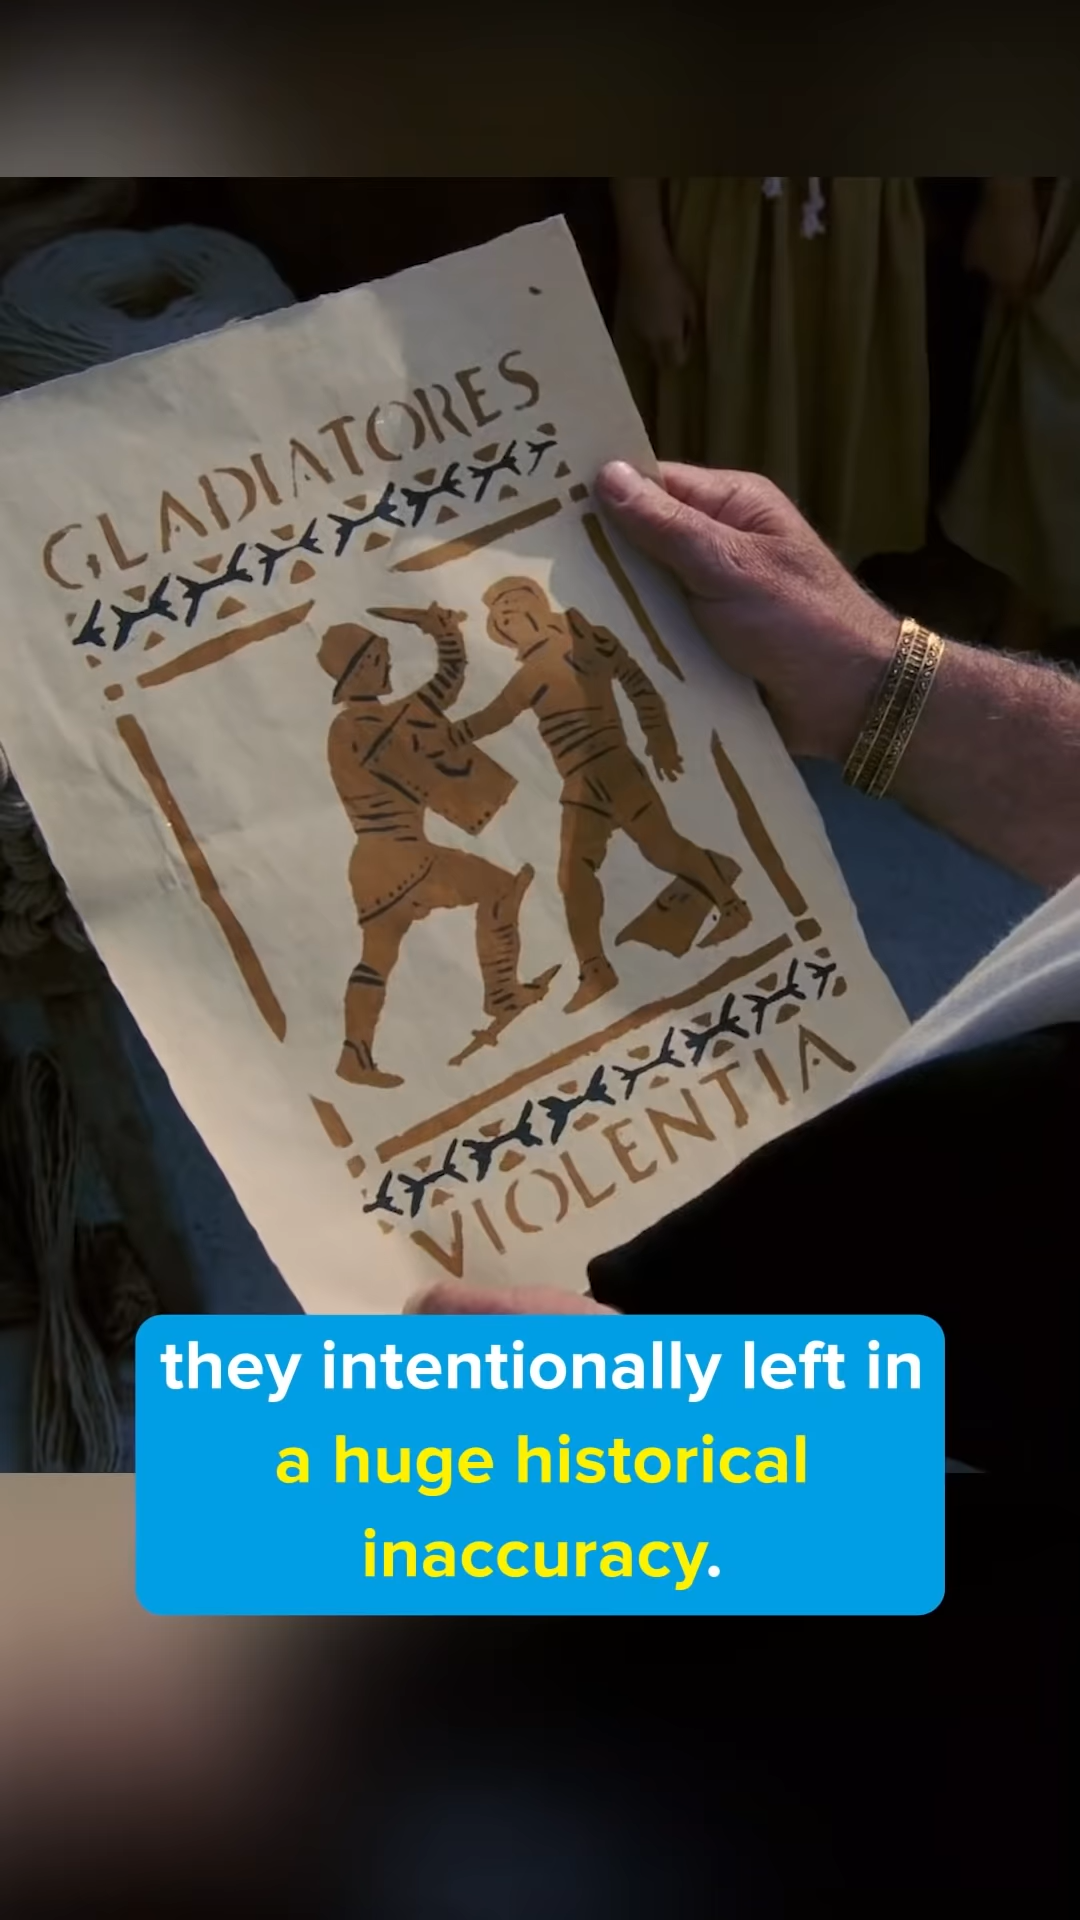 GLADIATORES
VIOLENTIA
they intentionally left in
a huge historical
inaccuracy.